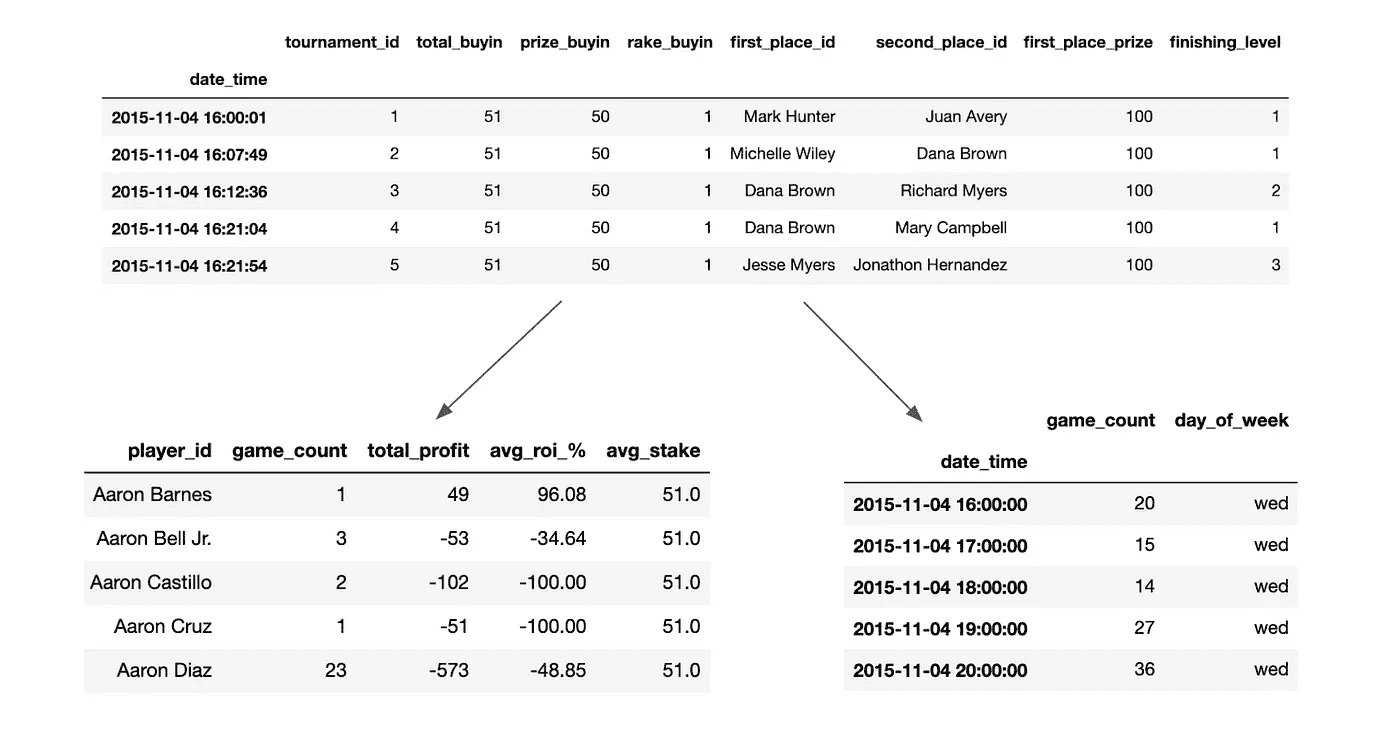 tournament_id total_buyin prize_buyin rake_buyin first_place_id second_place_id first_place_prize finishing_level
date_time
2015-11-04 16:00:01 1 51 50 1 Mark Hunter Juan Avery 100 1
2015-11-04 16:07:49 2 51 50 1 Michelle Wiley Dana Brown 100 1
2015-11-04 16:12:36 3 51 50 1 Dana Brown Richard Myers 100 2
2015-11-04 16:21:04 4 51 50 1 Dana Brown Mary Campbell 100 1
2015-11-04 16:21:54 5 51 50 1 Jesse Myers Jonathon Hernandez 100 3
player_id game_count total_profit avg_roi_% avg_stake
Aaron Barnes 1 49 96.08 51.0
Aaron Bell Jr. 3 -53 -34.64 51.0
Aaron Castillo 2 -102 -100.00 51.0
Aaron Cruz 1 -51 -100.00 51.0
Aaron Diaz 23 -573 -48.85 51.0
game_count day_of_week
date_time
2015-11-04 16:00:00 20 wed
2015-11-04 17:00:00 15 wed
2015-11-04 18:00:00 14 wed
2015-11-04 19:00:00 27 wed
2015-11-04 20:00:00 36 wed